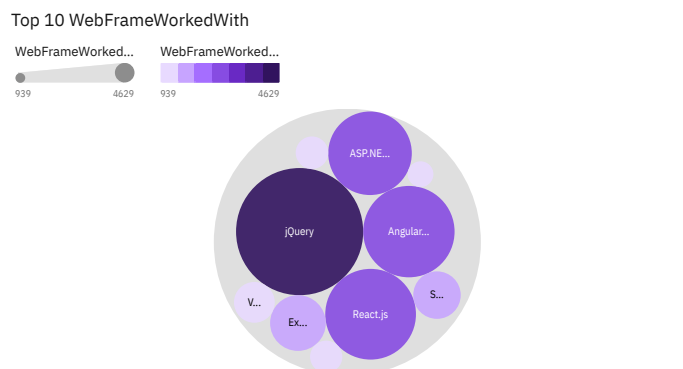 Top 10 WebFrameWorkedWith
WebFrameWorked... WebFrameWorked...
939 4629 939 4629
ASP.NE...
jQuery
Angular...
S...
V...
Ex...
React.js